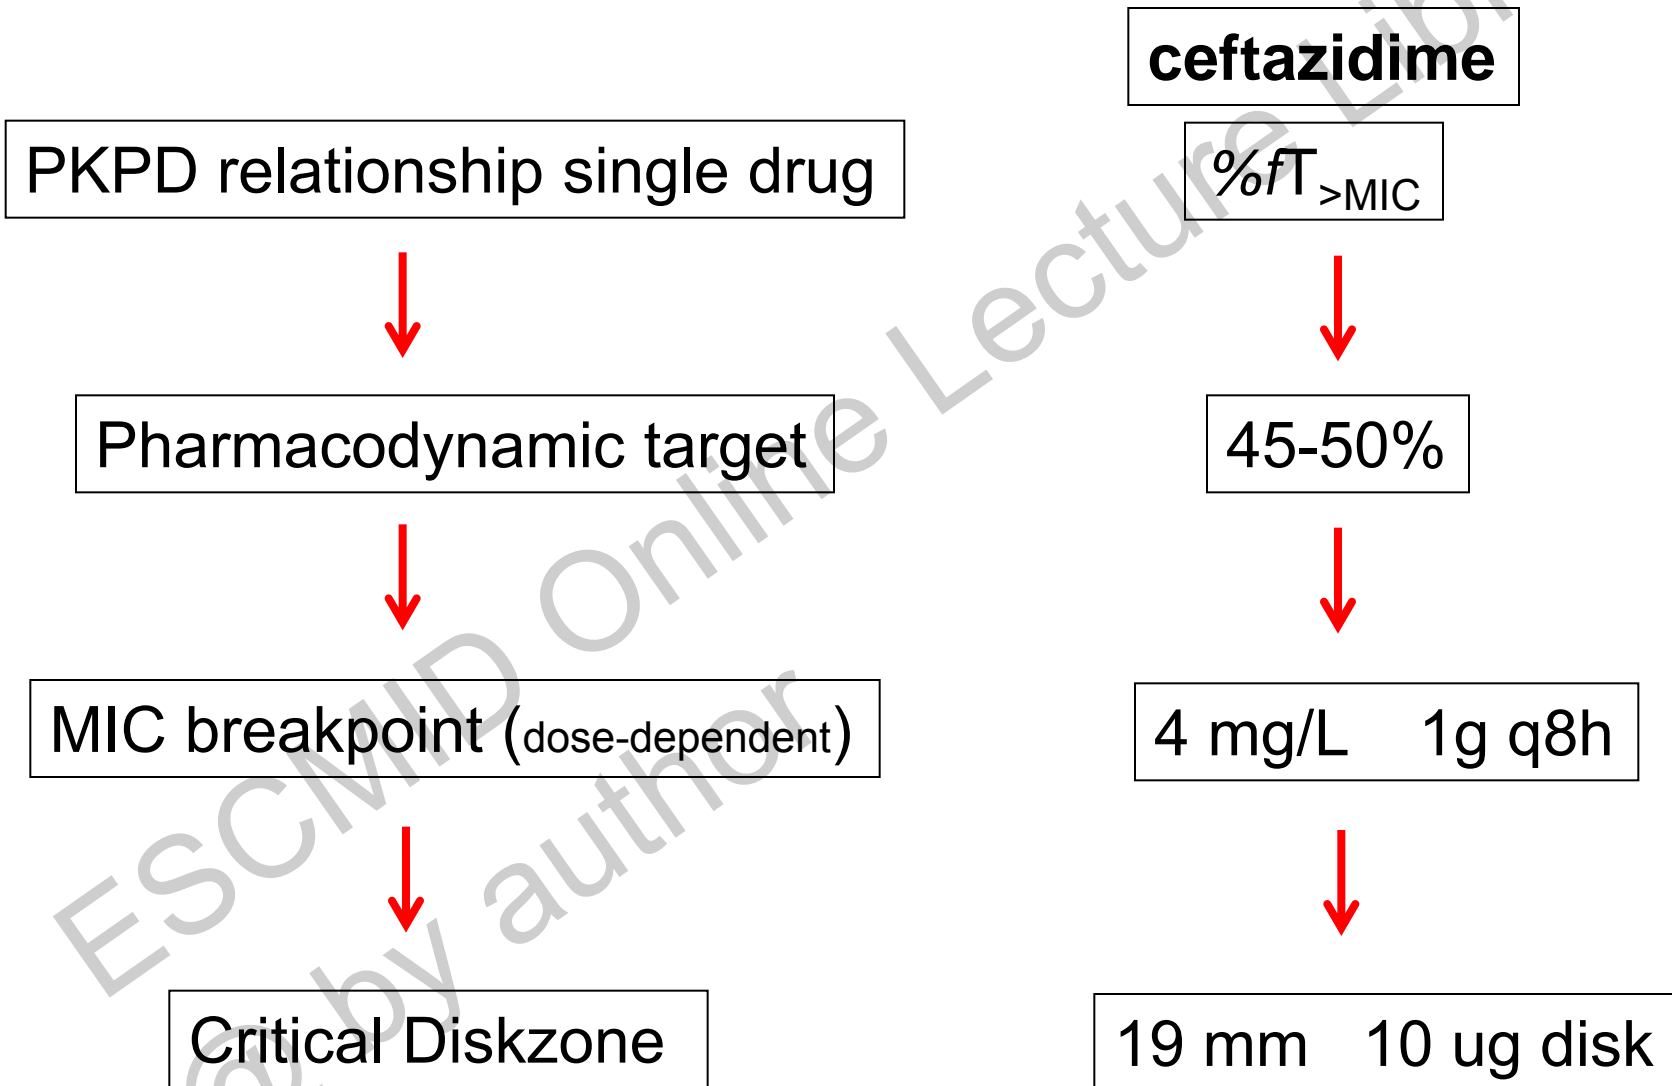 ceftazidime
PKPD relationship single drug
%fT>MIC
Pharmacodynamic target
45-50%
MIC breakpoint (dose-dependent)
4 mg/L 1g q8h
Critical Diskzone
19 mm 10 ug disk
ESCMID Online Lecture
@ by author